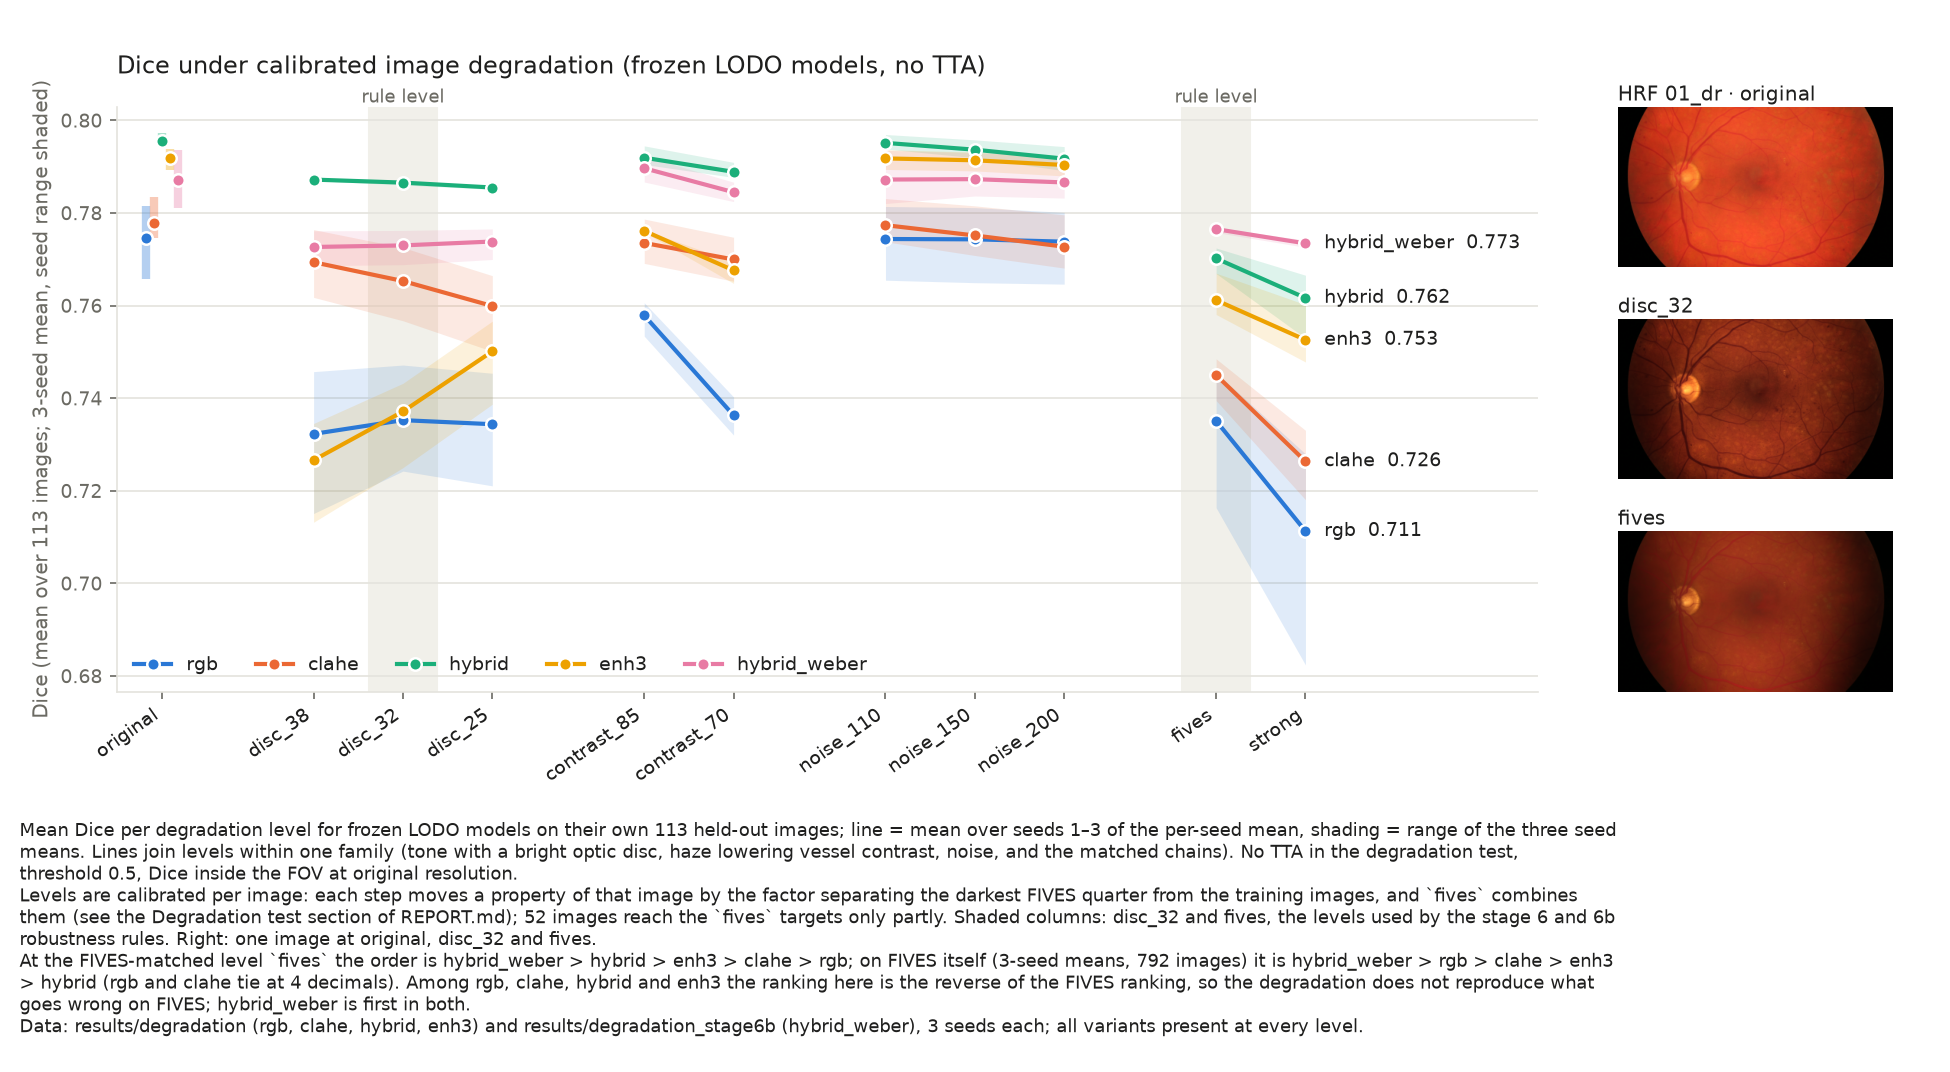 Dice under calibrated image degradation (frozen LODO models, no TTA)
Dice (mean over 113 images; 3-seed mean, seed range shaded)
rule level
rule level
0.80
0.78
0.76
0.74
0.72
0.70
0.68
hybrid_weber 0.773
hybrid 0.762
enh3 0.753
clahe 0.726
rgb 0.711
rgb
clahe
hybrid
enh3
hybrid_weber
original
disc_38
disc_32
disc_25
contrast_85
contrast_70
noise_110
noise_150
noise_200
fives
strong
HRF 01_dr · original
disc_32
fives
Mean Dice per degradation level for frozen LODO models on their own 113 held-out images; line = mean over seeds 1–3 of the per-seed mean, shading = range of the three seed
means. Lines join levels within one family (tone with a bright optic disc, haze lowering vessel contrast, noise, and the matched chains). No TTA in the degradation test,
threshold 0.5, Dice inside the FOV at original resolution.
Levels are calibrated per image: each step moves a property of that image by the factor separating the darkest FIVES quarter from the training images, and `fives` combines
them (see the Degradation test section of REPORT.md); 52 images reach the `fives` targets only partly. Shaded columns: disc_32 and fives, the levels used by the stage 6 and 6b
robustness rules. Right: one image at original, disc_32 and fives.
At the FIVES-matched level `fives` the order is hybrid_weber > hybrid > enh3 > clahe > rgb; on FIVES itself (3-seed means, 792 images) it is hybrid_weber > rgb > clahe > enh3
> hybrid (rgb and clahe tie at 4 decimals). Among rgb, clahe, hybrid and enh3 the ranking here is the reverse of the FIVES ranking, so the degradation does not reproduce what
goes wrong on FIVES; hybrid_weber is first in both.
Data: results/degradation (rgb, clahe, hybrid, enh3) and results/degradation_stage6b (hybrid_weber), 3 seeds each; all variants present at every level.